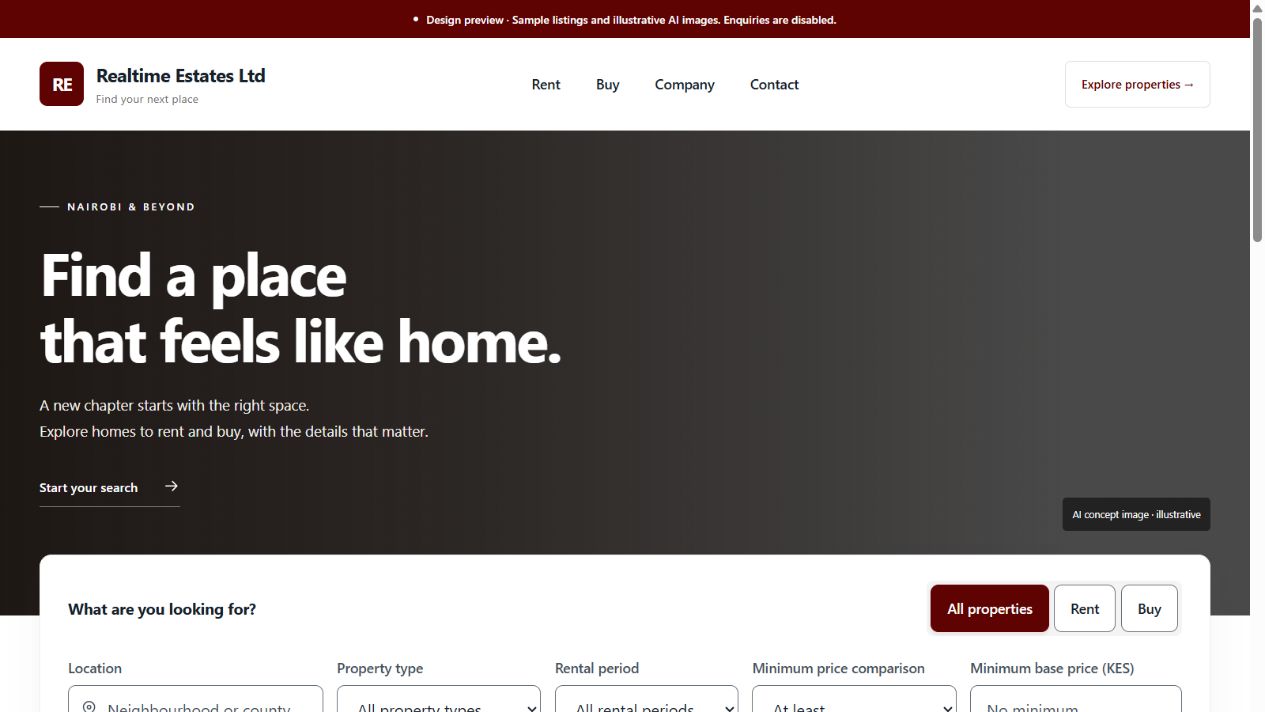 Design preview · Sample listings and illustrative AI images. Enquiries are disabled.
RE
Realtime Estates Ltd
Find your next place
Rent
Buy
Company
Contact
Explore properties →
NAIROBI & BEYOND
Find a place
that feels like home.
A new chapter starts with the right space.
Explore homes to rent and buy, with the details that matter.
Start your search →
AI concept image · illustrative
What are you looking for?
All properties
Rent
Buy
Location
Property type
Rental period
Minimum price comparison
Minimum base price (KES)
Neighbourhood or county
All property types
All rental periods
At least
No minimum